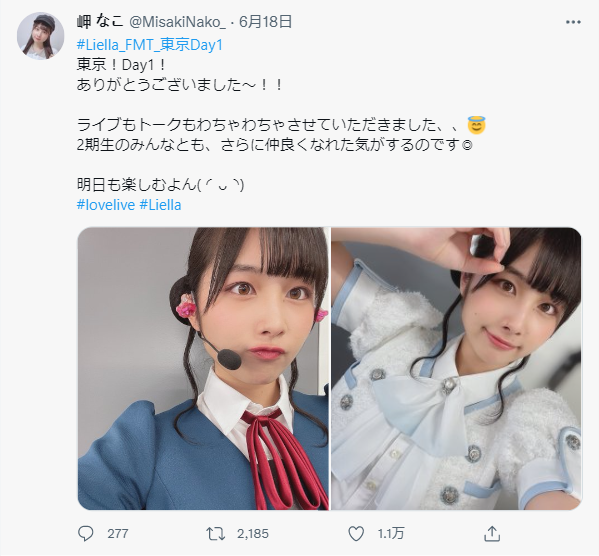 岬 なこ @MisakiNako_ · 6月18日
#Liella_FMT_東京Day1
東京！Day1！
ありがとうございました〜！！
ライブもトークもわちゃわちゃさせていただきました、、😇
2期生のみんなとも、さらに仲良くなれた気がするのです☺
明日も楽しむよん( ◜ ᴗ ◝)
#lovelive #Liella
277 2,185 1.1万